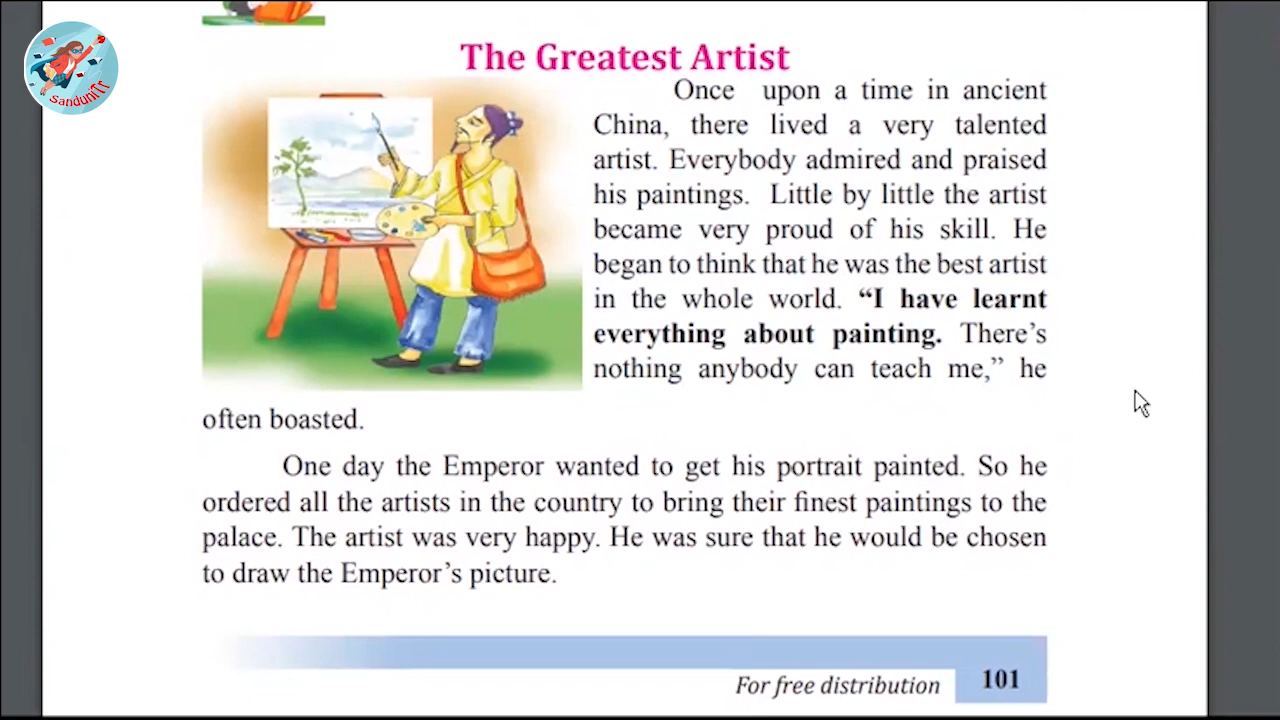 SanduniTr
The Greatest Artist
Once upon a time in ancient
China, there lived a very talented
artist. Everybody admired and praised
his paintings. Little by little the artist
became very proud of his skill. He
began to think that he was the best artist
in the whole world. “I have learnt
everything about painting. There’s
nothing anybody can teach me,” he
often boasted.
One day the Emperor wanted to get his portrait painted. So he
ordered all the artists in the country to bring their finest paintings to the
palace. The artist was very happy. He was sure that he would be chosen
to draw the Emperor’s picture.
For free distribution
101